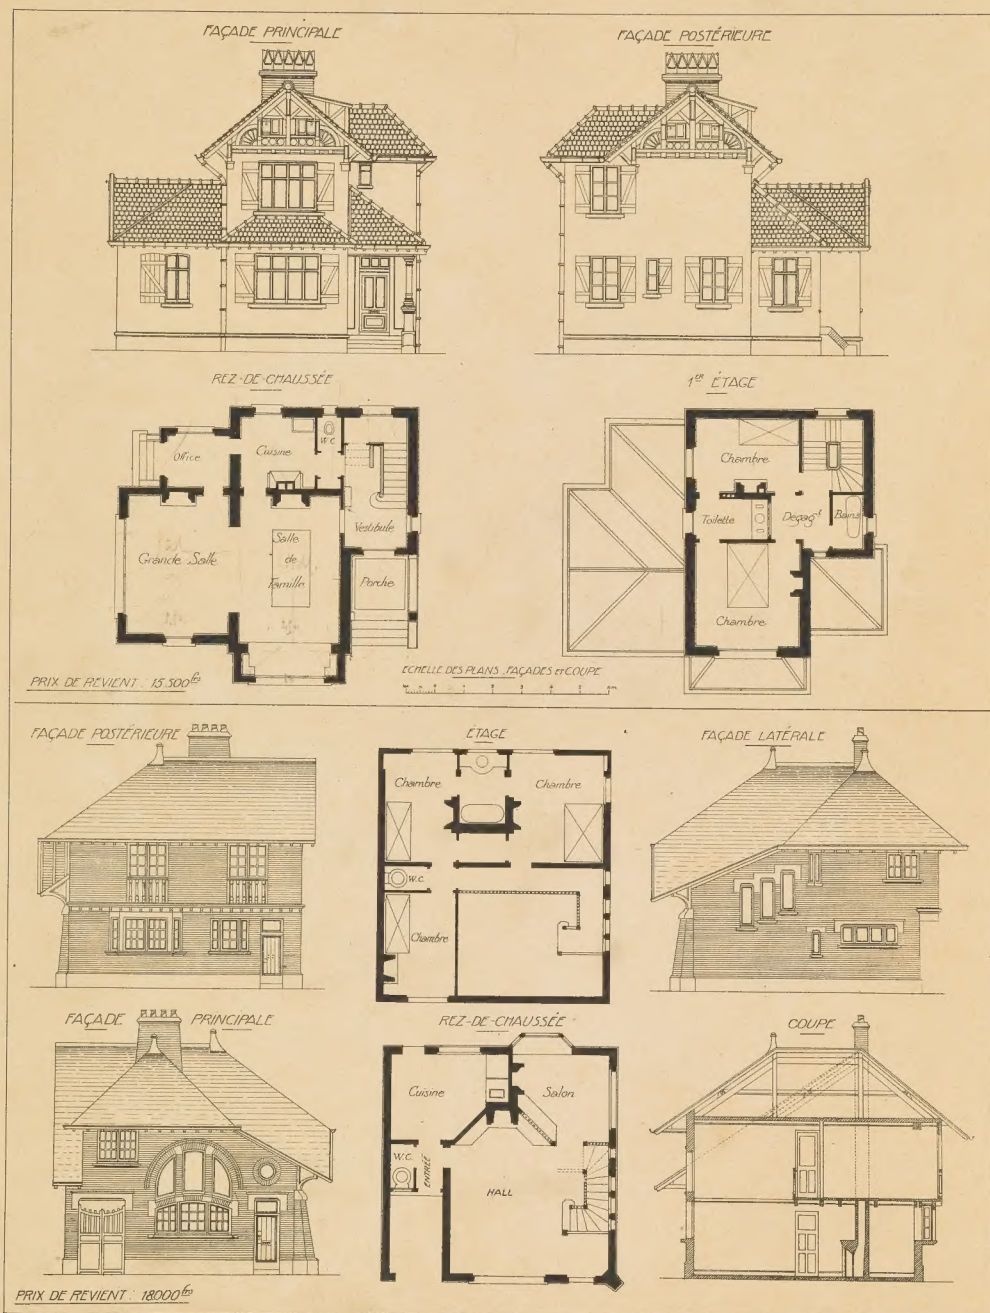 FAÇADE PRINCIPALE
FAÇADE POSTÉRIEURE
REZ-DE-CHAUSSÉE
Office
Cuisine
W.C.
Grande Salle
Salle
de
Famille
Vestibule
Porche
1ER ÉTAGE
Chambre
Toilette
Dégagt
Bains
Chambre
PRIX DE REVIENT : 15.500 frs
ECHELLE DES PLANS, FAÇADES ET COUPE
FAÇADE POSTÉRIEURE
ÉTAGE
Chambre
Chambre
W.C.
Chambre
FAÇADE LATÉRALE
FAÇADE PRINCIPALE
REZ-DE-CHAUSSÉE
Cuisine
Salon
W.C.
ENTRÉE
HALL
COUPE
PRIX DE REVIENT : 18000 frs